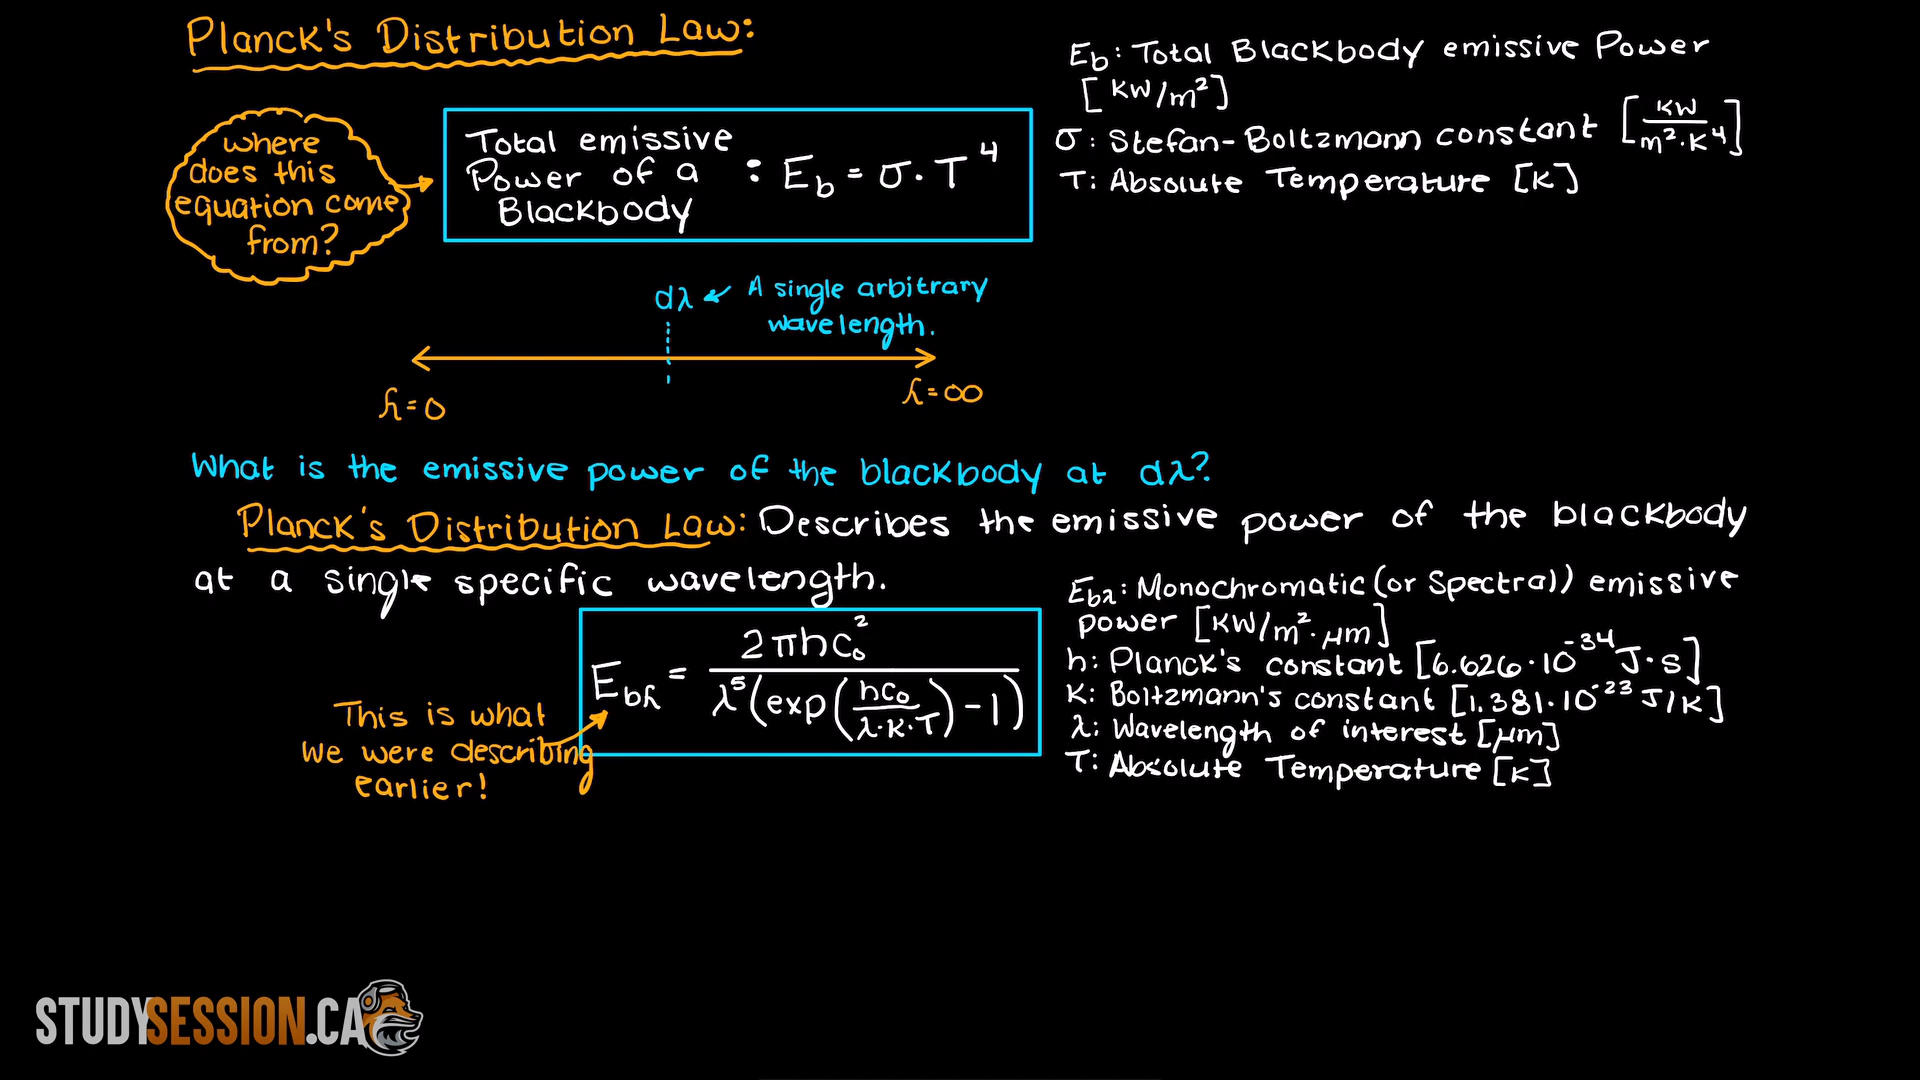 Planck's Distribution Law:
where
does this
equation come
from?
Total emissive
Power of a
Blackbody
: E_b = σ · T^4
E_b: Total Blackbody emissive Power
[KW/m²]
σ: Stefan-Boltzmann constant [KW/m²·K⁴]
T: Absolute Temperature [K]
dλ ← A single arbitrary
wavelength.
λ=0
λ=∞
What is the emissive power of the blackbody at dλ?
Planck's Distribution Law: Describes the emissive power of the blackbody
at a single specific wavelength.
E_bλ = 2πhc₀² / λ⁵(exp(hc₀/λ·K·T) - 1)
This is what
we were describing
earlier!
E_bλ: Monochromatic (or Spectral)) emissive
power [KW/m²·μm]
h: Planck's constant [6.626·10⁻³⁴ J·s]
K: Boltzmann's constant [1.381·10⁻²³ J/K]
λ: Wavelength of interest [μm]
T: Absolute Temperature [K]
STUDYSESSION.CA